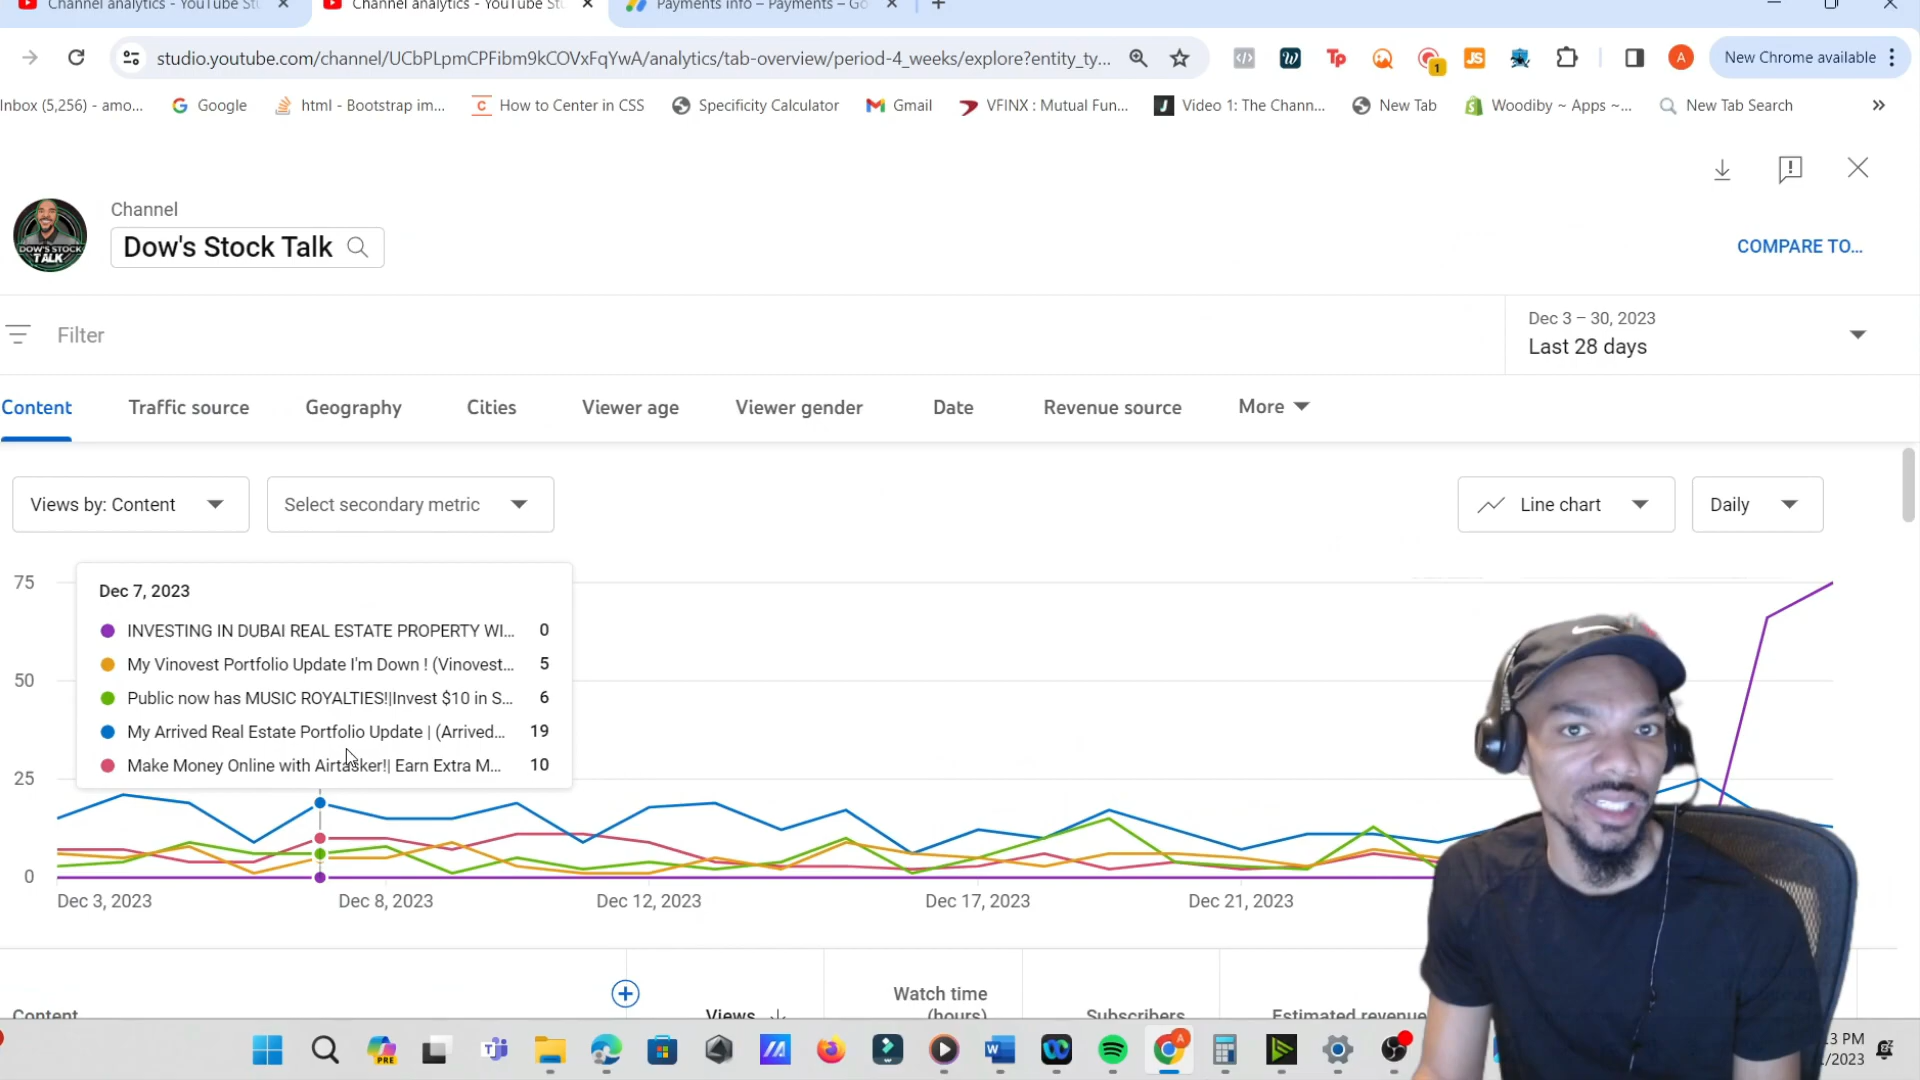 Channel analytics - YouTube St
Channel analytics - YouTube St
Payments info – Payments – Go
studio.youtube.com/channel/UCbPLpmCPFibm9kCOVxFqYwA/analytics/tab-overview/period-4_weeks/explore?entity_ty...
1
A
New Chrome available
Inbox (5,256) - amo...
Google
html - Bootstrap im...
How to Center in CSS
Specificity Calculator
Gmail
VFINX : Mutual Fun...
Video 1: The Chann...
New Tab
Woodiby ~ Apps ~...
New Tab Search
DOW'S STOCK
TALK
Channel
Dow's Stock Talk
COMPARE TO...
Filter
Dec 3 – 30, 2023
Last 28 days
Content
Traffic source
Geography
Cities
Viewer age
Viewer gender
Date
Revenue source
More
Views by: Content
Select secondary metric
Line chart
Daily
75
50
25
0
Dec 7, 2023
INVESTING IN DUBAI REAL ESTATE PROPERTY WI... 0
My Vinovest Portfolio Update I'm Down ! (Vinovest... 5
Public now has MUSIC ROYALTIES!|Invest $10 in S... 6
My Arrived Real Estate Portfolio Update | (Arrived... 19
Make Money Online with Airtasker!| Earn Extra M... 10
Dec 3, 2023
Dec 8, 2023
Dec 12, 2023
Dec 17, 2023
Dec 21, 2023
Content
Views
Watch time
(hours)
Subscribers
Estimated revenue
PRE
A
3 PM
/2023